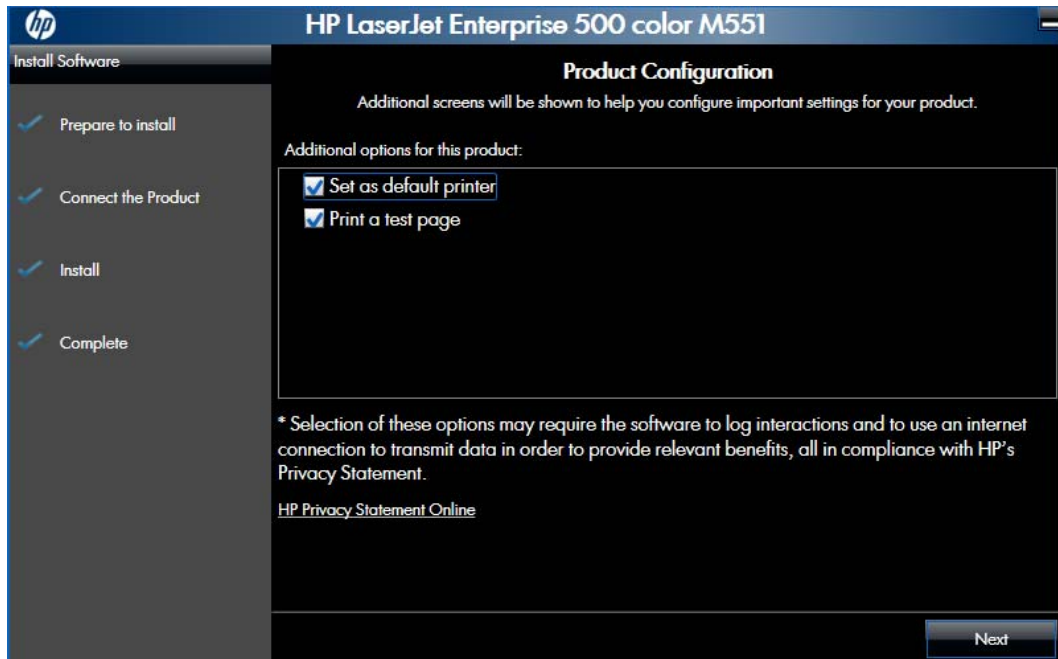 hp
HP LaserJet Enterprise 500 color M551
Install Software
Prepare to install
Connect the Product
Install
Complete
Product Configuration
Additional screens will be shown to help you configure important settings for your product.
Additional options for this product:
Set as default printer
Print a test page
* Selection of these options may require the software to log interactions and to use an internet
connection to transmit data in order to provide relevant benefits, all in compliance with HP's
Privacy Statement.
HP Privacy Statement Online
Next